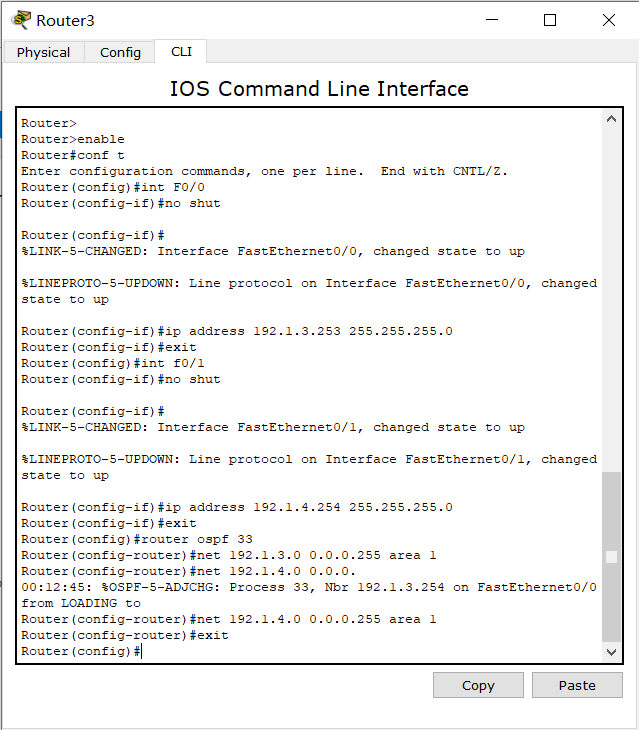 Router3
Physical Config CLI
IOS Command Line Interface
Router>
Router>enable
Router#conf t
Enter configuration commands, one per line.  End with CNTL/Z.
Router(config)#int F0/0
Router(config-if)#no shut
Router(config-if)#
%LINK-5-CHANGED: Interface FastEthernet0/0, changed state to up
%LINEPROTO-5-UPDOWN: Line protocol on Interface FastEthernet0/0, changed
state to up
Router(config-if)#ip address 192.1.3.253 255.255.255.0
Router(config-if)#exit
Router(config)#int f0/1
Router(config-if)#no shut
Router(config-if)#
%LINK-5-CHANGED: Interface FastEthernet0/1, changed state to up
%LINEPROTO-5-UPDOWN: Line protocol on Interface FastEthernet0/1, changed
state to up
Router(config-if)#ip address 192.1.4.254 255.255.255.0
Router(config-if)#exit
Router(config)#router ospf 33
Router(config-router)#net 192.1.3.0 0.0.0.255 area 1
Router(config-router)#net 192.1.4.0 0.0.0.
00:12:45: %OSPF-5-ADJCHG: Process 33, Nbr 192.1.3.254 on FastEthernet0/0
from LOADING to
Router(config-router)#net 192.1.4.0 0.0.0.255 area 1
Router(config-router)#exit
Router(config)#
Copy Paste